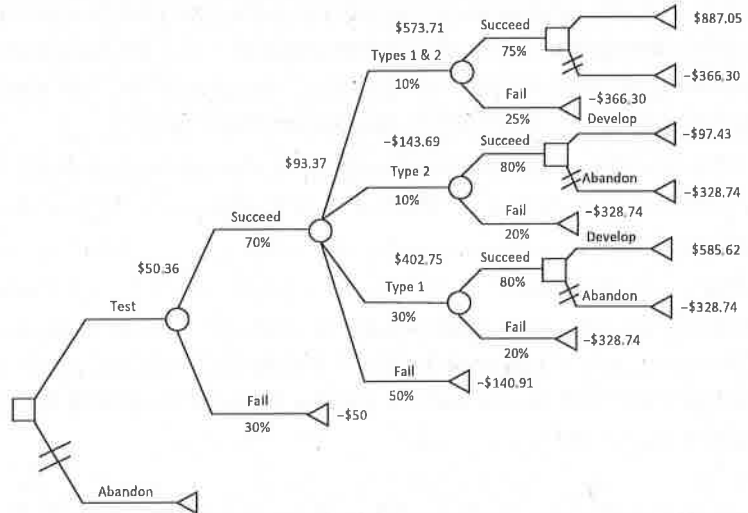 $573.71
Succeed
75%
$887.05
Types 1 & 2
10%
-$366.30
Fail
25%
-$366.30
Develop
-$143.69
Succeed
80%
-$97.43
$93.37
Type 2
10%
Abandon
-$328.74
Fail
20%
-$328.74
Develop
Succeed
70%
$402.75
Succeed
80%
$585.62
$50.36
Type 1
30%
Abandon
-$328.74
Test
Fail
20%
-$328.74
Fail
50%
-$140.91
Fail
30%
-$50
Abandon